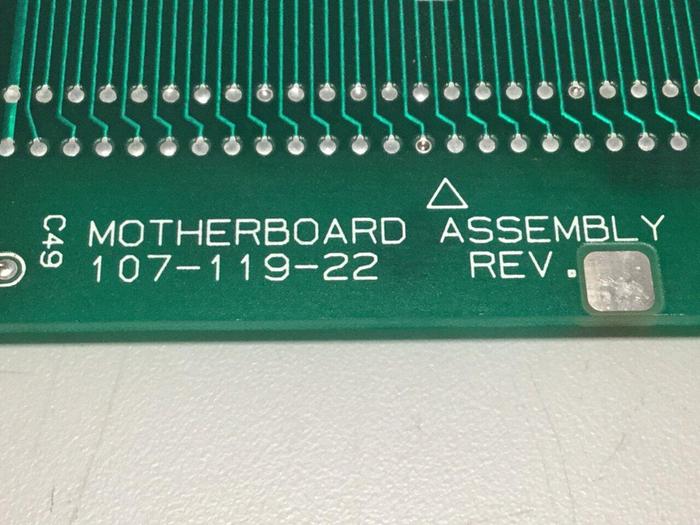 C49
MOTHERBOARD ASSEMBLY
107-119-22 REV.